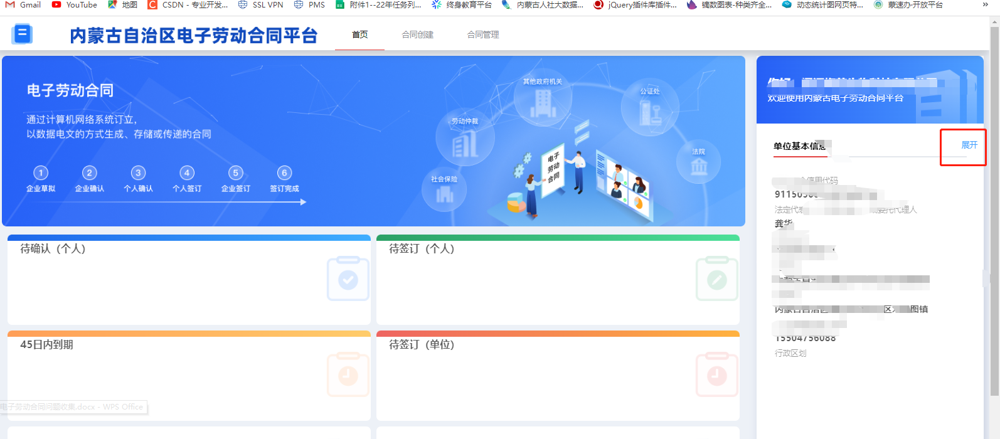 Gmail YouTube 地图 CSDN - 专业开发... SSL VPN PMS 附件1--22年任务列... 终身教育平台 内蒙古人社大数据... jQuery插件库插件... 镝数图表-种类齐全... 动态统计图网页特... 蒙速办·开放平台 »
内蒙古自治区电子劳动合同平台 首页 合同创建 合同管理
电子劳动合同
通过计算机网络系统订立，
以数据电文的方式生成、存储或传递的合同
1 2 3 4 5 6
企业草拟 企业确认 个人确认 个人签订 企业签订 签订完成
其他政府机关
公证处
劳动仲裁
法院
社会保险
电子
劳动
合同
欢迎使用内蒙古电子劳动合同平台
单位基本信息 展开
信用代码
9115050
法定代表 委托代理人
龚华
内蒙古自治区 区 图镇
15504756088
行政区划
待确认（个人） 待签订（个人）
45日内到期 待签订（单位）
电子劳动合同问题收集.docx - WPS Office